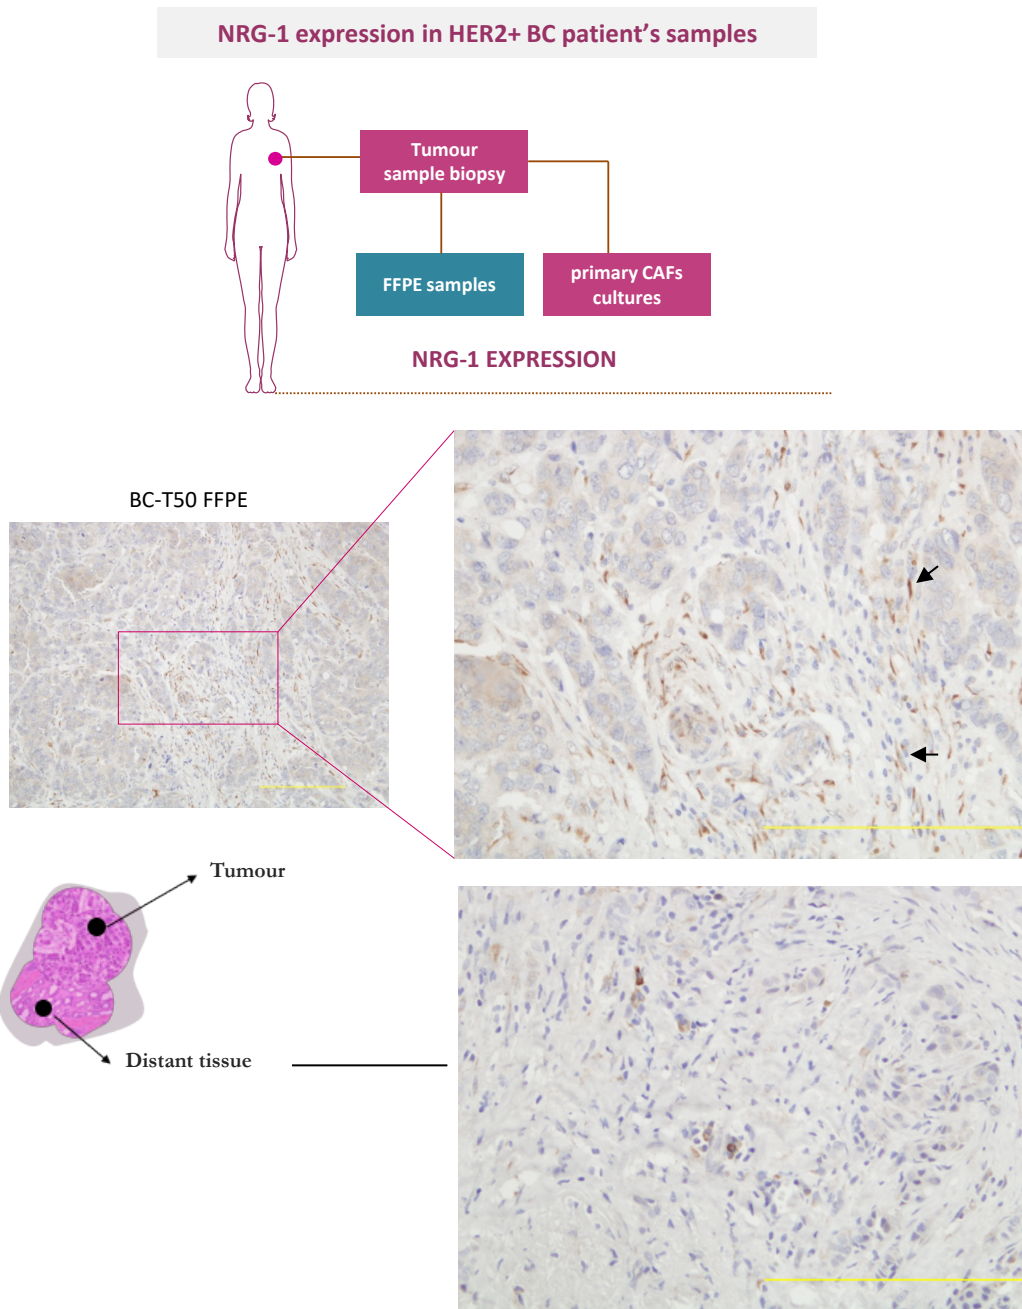 NRG-1 expression in HER2+ BC patient's samples
Tumour
sample biopsy
FFPE samples
primary CAFs
cultures
NRG-1 EXPRESSION
BC-T50 FFPE
Tumour
Distant tissue